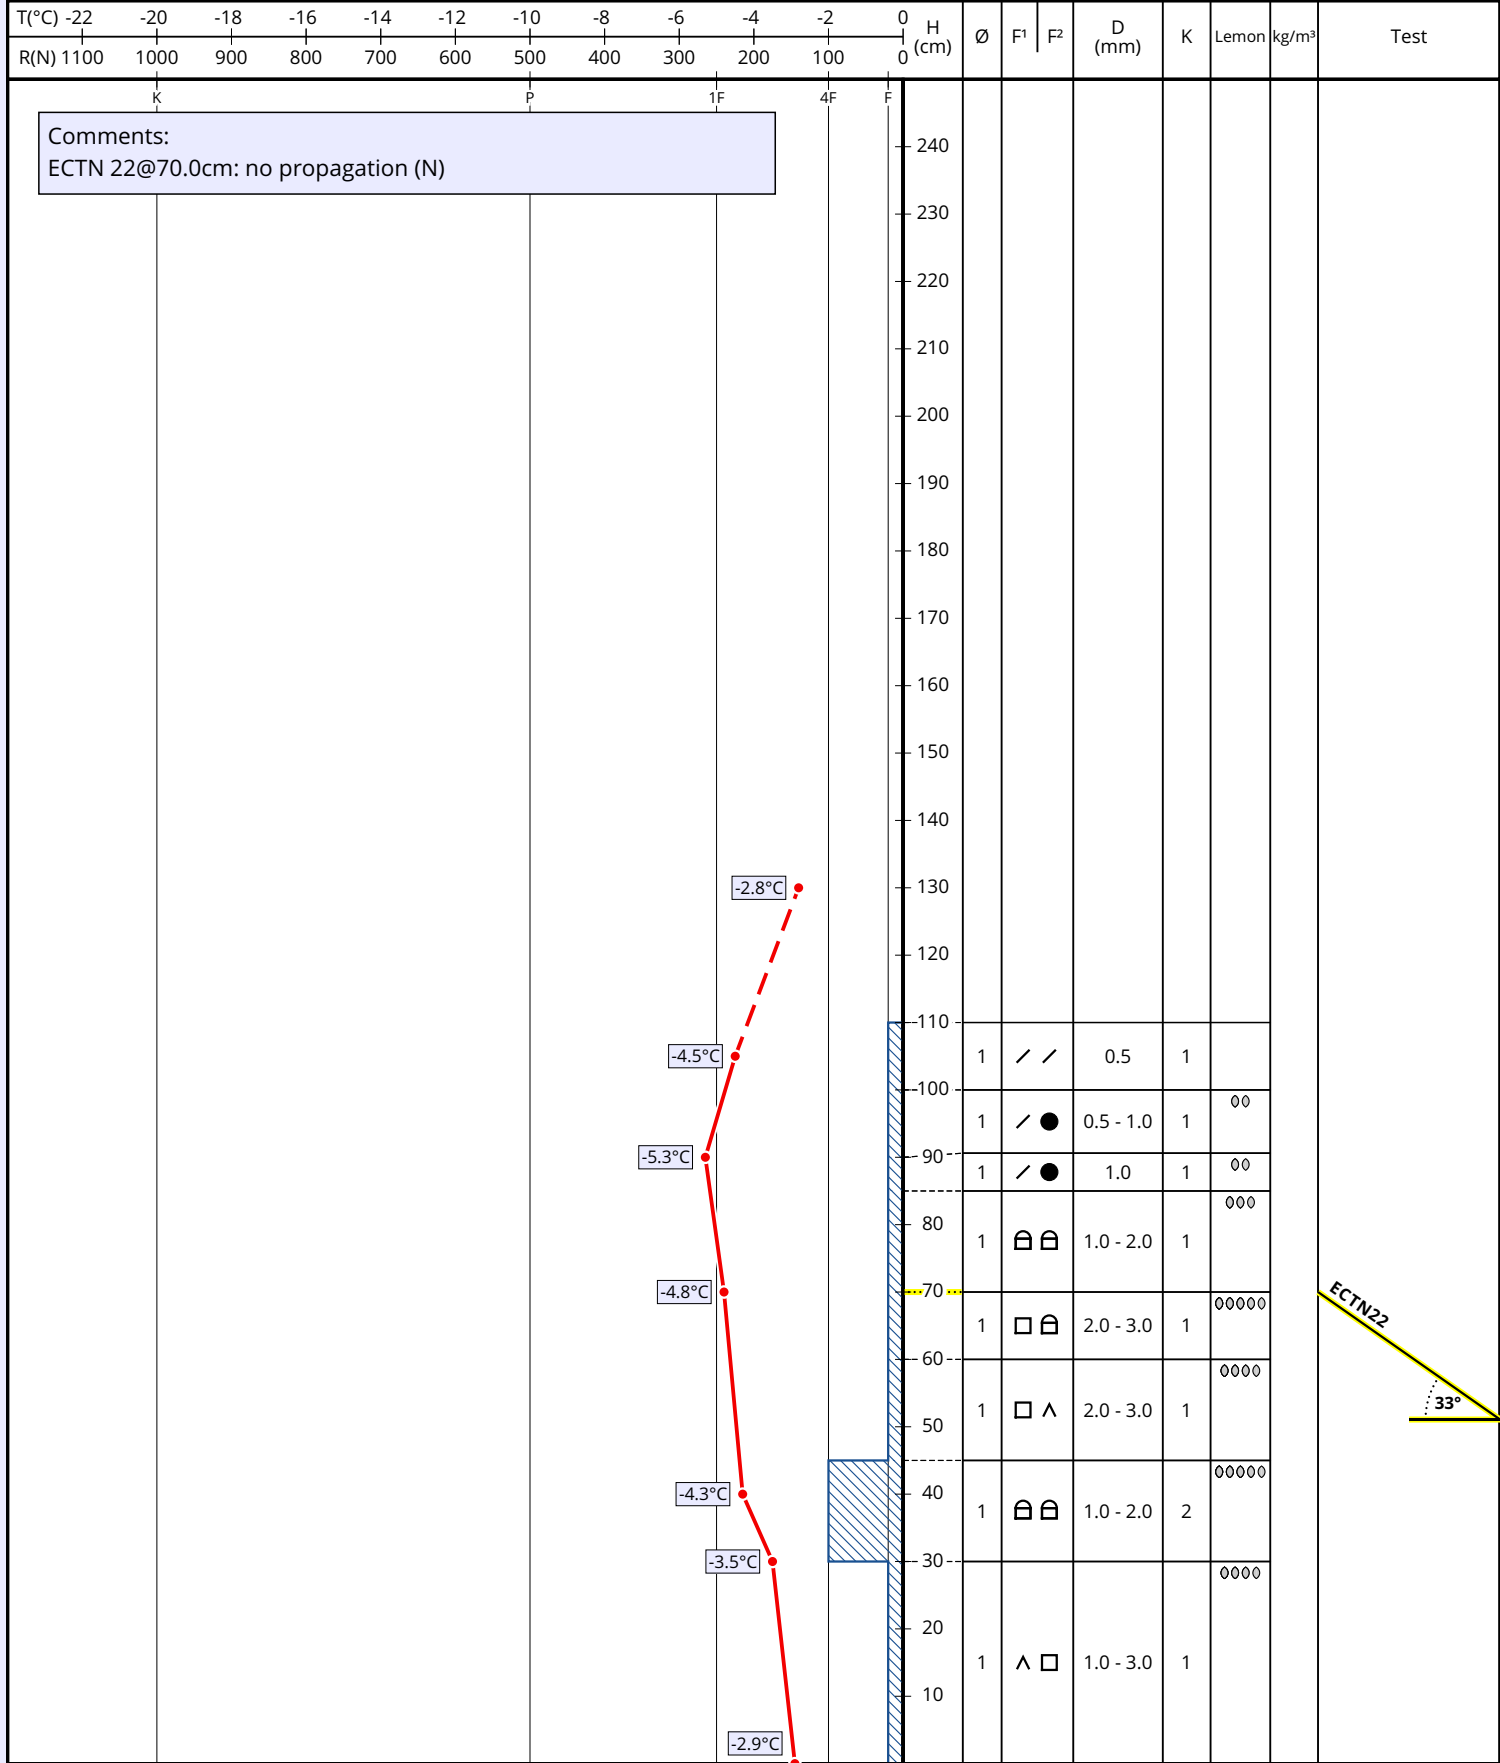 T(°C) -22 -20 -18 -16 -14 -12 -10 -8 -6 -4 -2 0
R(N) 1100 1000 900 800 700 600 500 400 300 200 100 0
H (cm) Ø F¹ F² D (mm) K Lemon kg/m³ Test
K P 1F 4F F
Comments:
ECTN 22@70.0cm: no propagation (N)
240
230
220
210
200
190
180
170
160
150
140
-2.8°C 130
120
110
-4.5°C 1 0.5 1
100
1 0.5 - 1.0 1
-5.3°C 90
1 1.0 1
80
1 1.0 - 2.0 1
-4.8°C 70 ECTN22
1 2.0 - 3.0 1
60
1 2.0 - 3.0 1 33°
50
-4.3°C 40
1 1.0 - 2.0 2
-3.5°C 30
20
1 1.0 - 3.0 1
10
-2.9°C